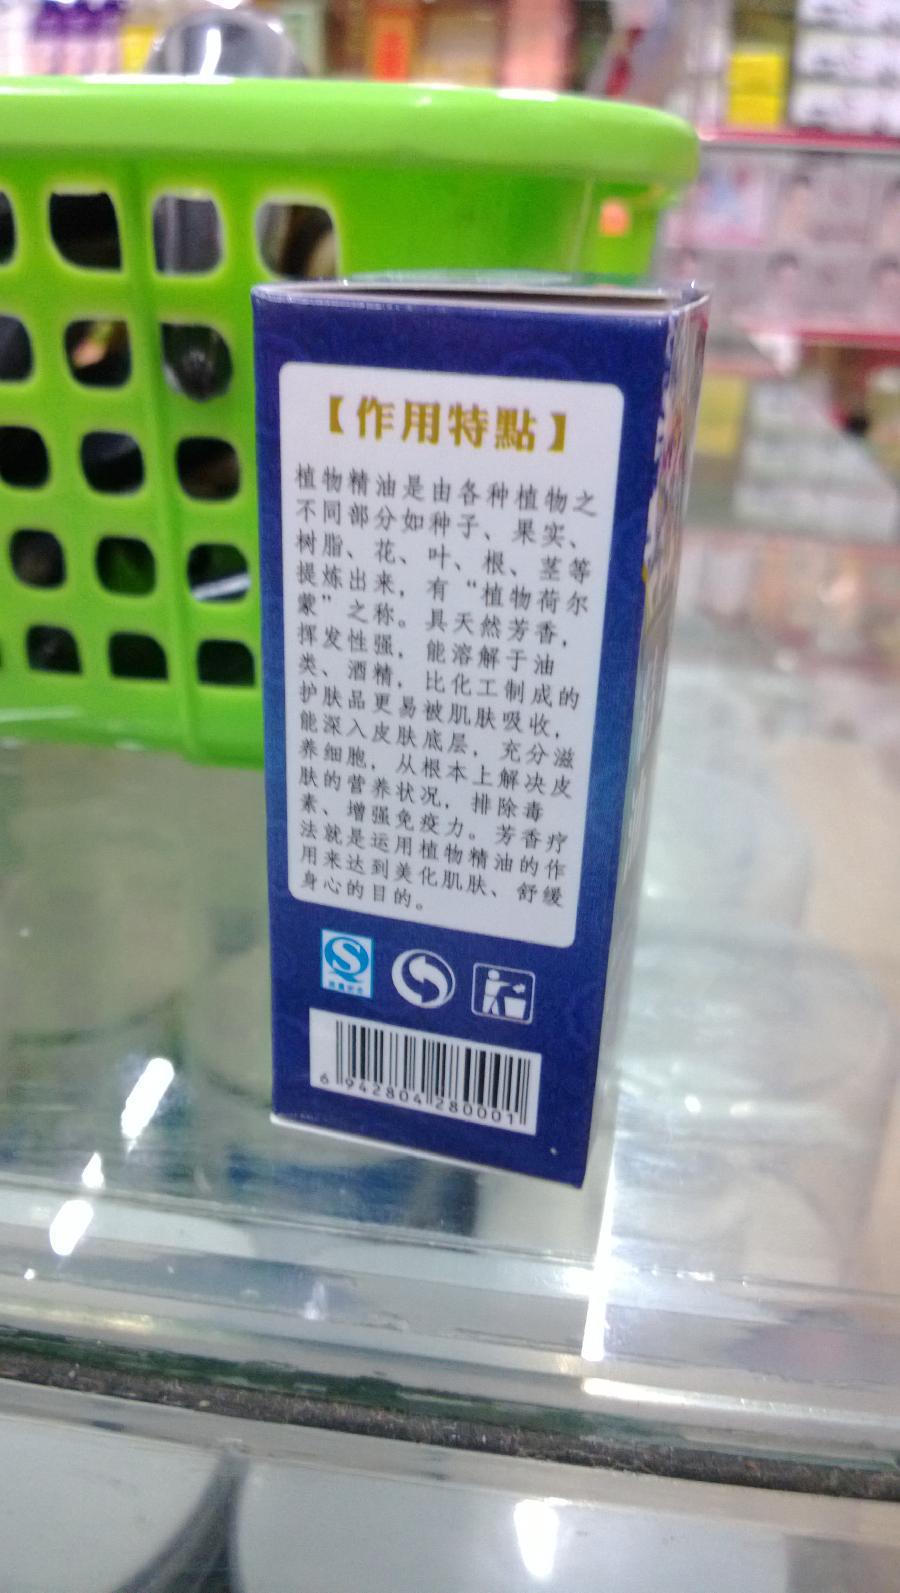 【作用特點】
植物精油是由各种植物之
不同部分如种子、果实、
树脂、花、叶、根、茎等
提炼出来，有“植物荷尔
蒙”之称。具天然芳香，
挥发性强，能溶解于油
类、酒精，比化工制成的
护肤品更易被肌肤吸收，
能深入皮肤底层，充分滋
养细胞，从根本上解决皮
肤的营养状况，排除毒
素、增强免疫力。芳香疗
法就是运用植物精油的作
用来达到美化肌肤、舒缓
身心的目的。
6 942804 280001